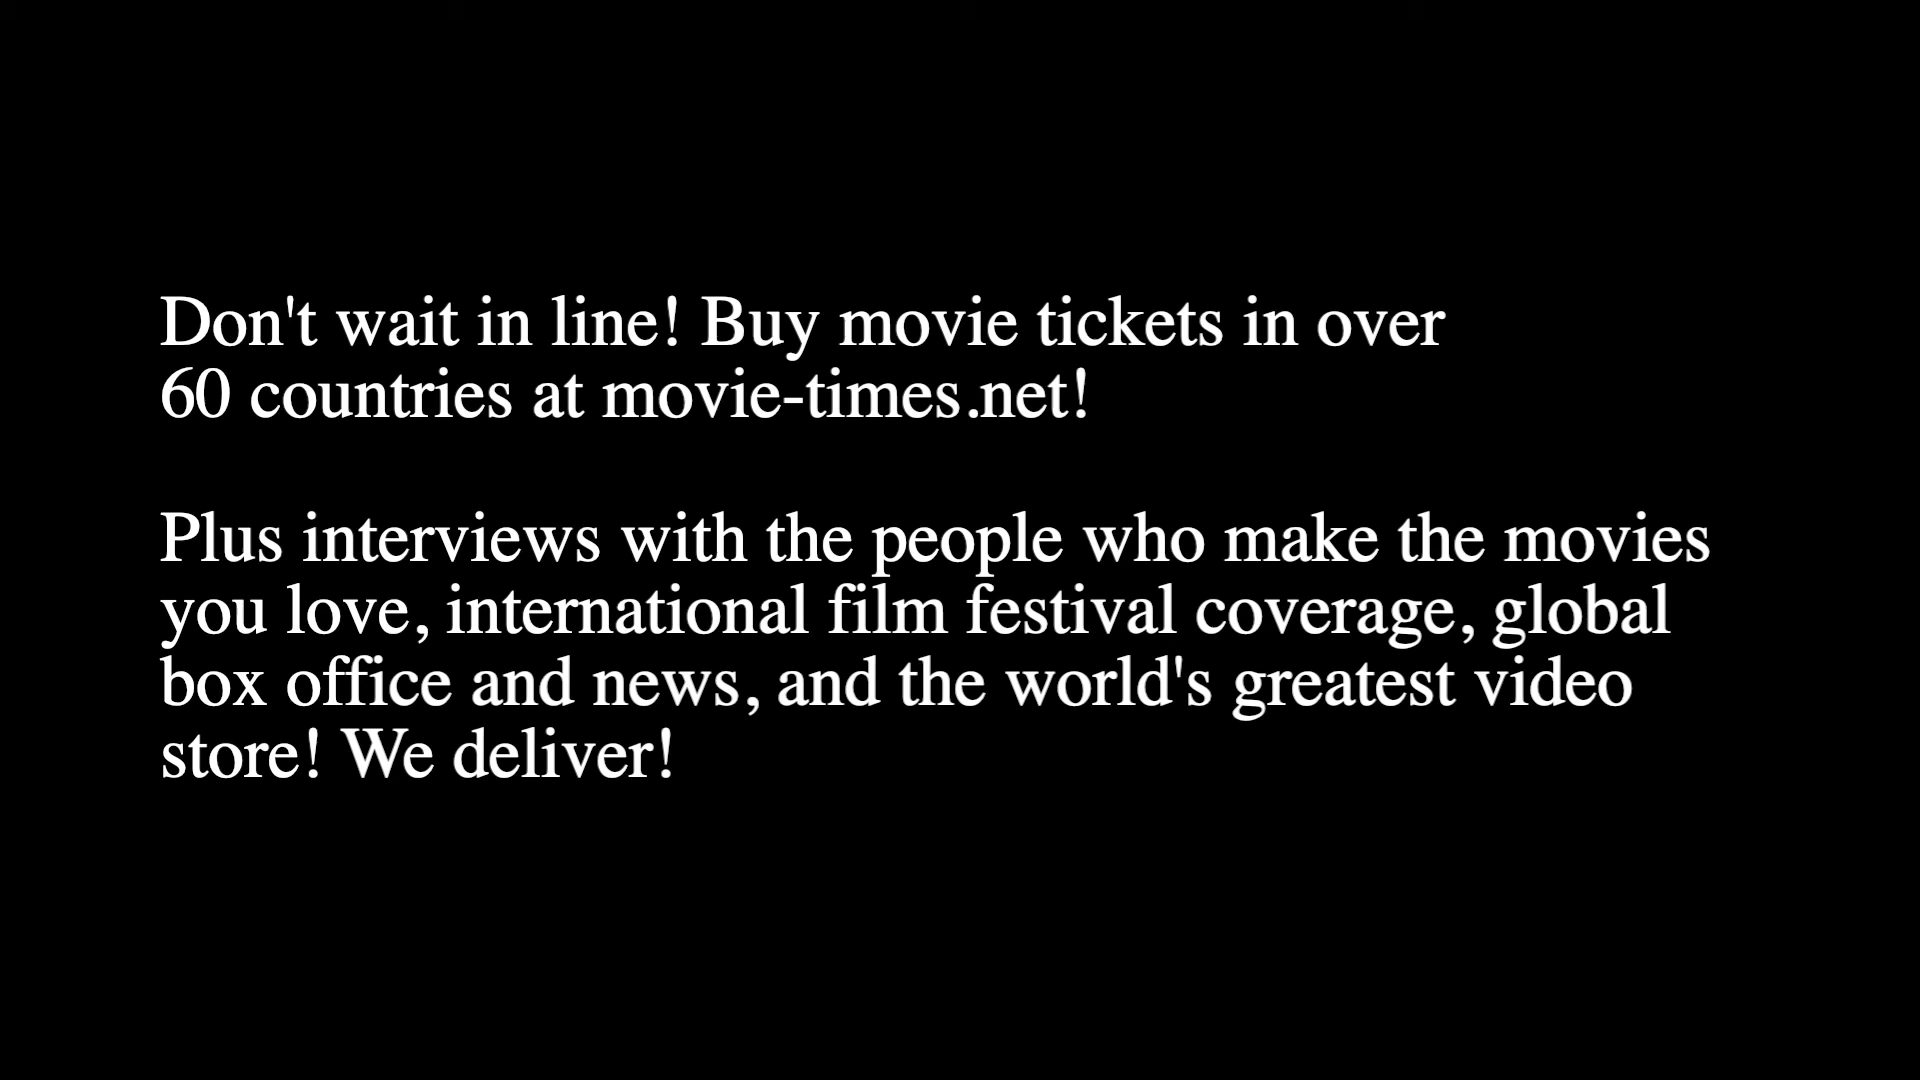 Don't wait in line! Buy movie tickets in over
60 countries at movie-times.net!
Plus interviews with the people who make the movies
you love, international film festival coverage, global
box office and news, and the world's greatest video
store! We deliver!